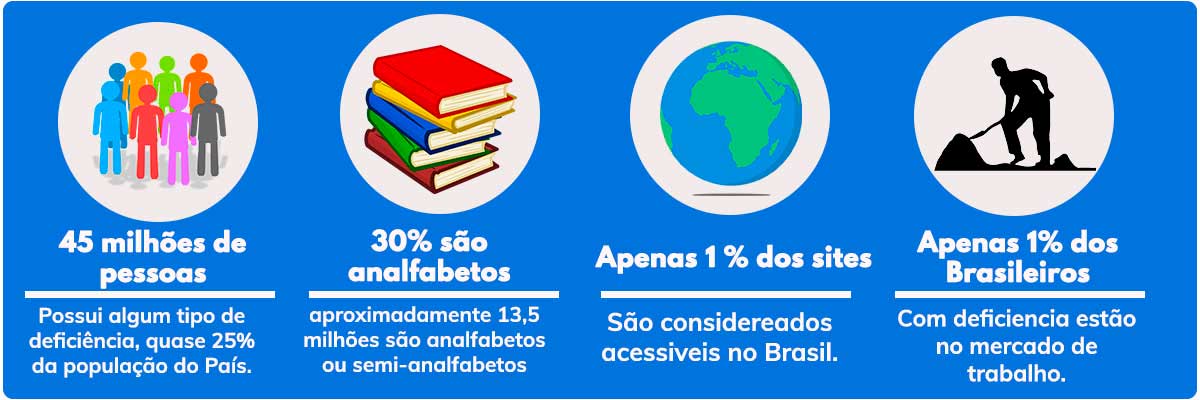 45 milhões de
pessoas
Possui algum tipo de
deficiência, quase 25%
da população do País.
30% são
analfabetos
aproximadamente 13,5
milhões são analfabetos
ou semi-analfabetos
Apenas 1 % dos sites
São considereados
acessiveis no Brasil.
Apenas 1% dos
Brasileiros
Com deficiencia estão
no mercado de
trabalho.